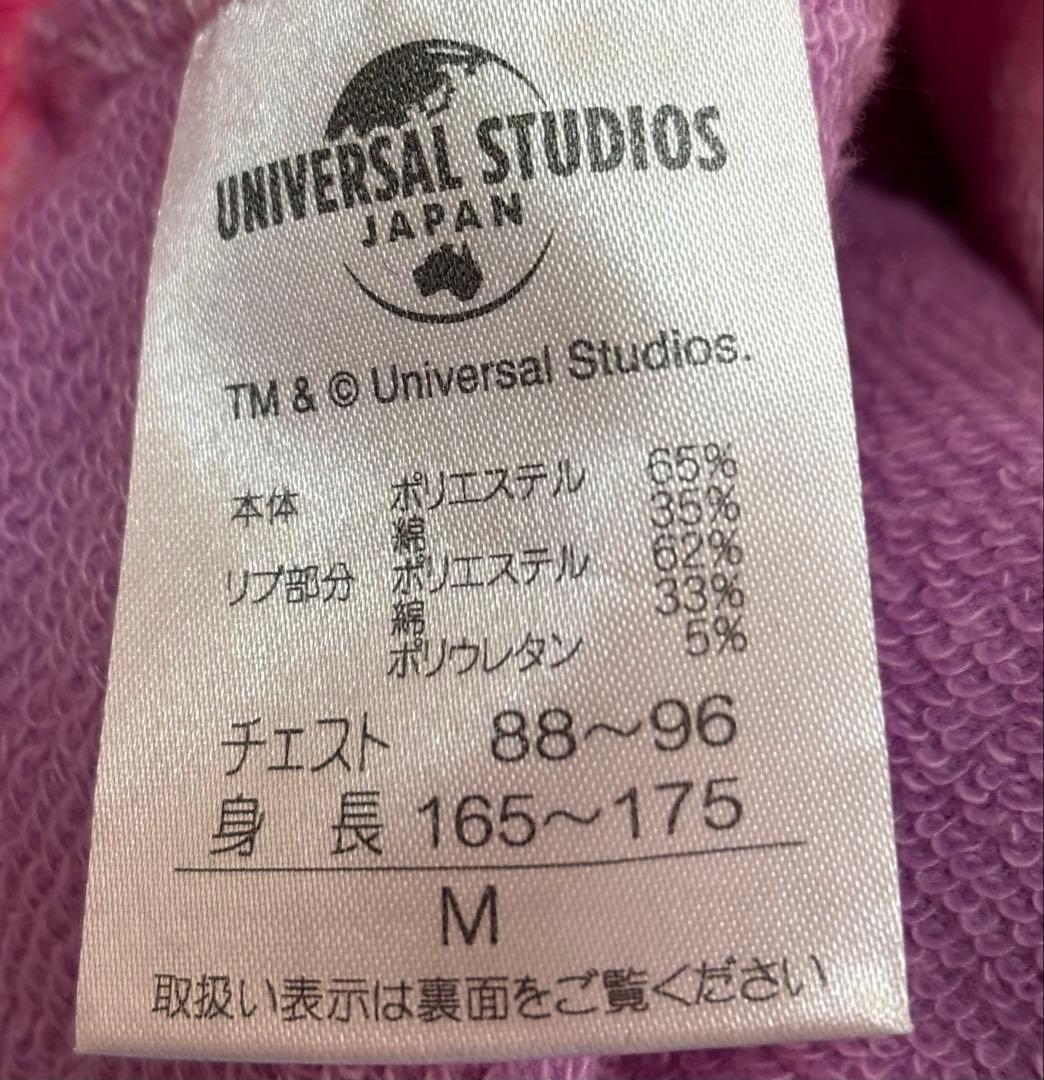 UNIVERSAL STUDIOS
JAPAN
TM & © Universal Studios.
本体 ポリエステル 65%
綿 35%
リブ部分 ポリエステル 62%
綿 33%
ポリウレタン 5%
チェスト 88～96
身長 165～175
M
取扱い表示は裏面をご覧ください